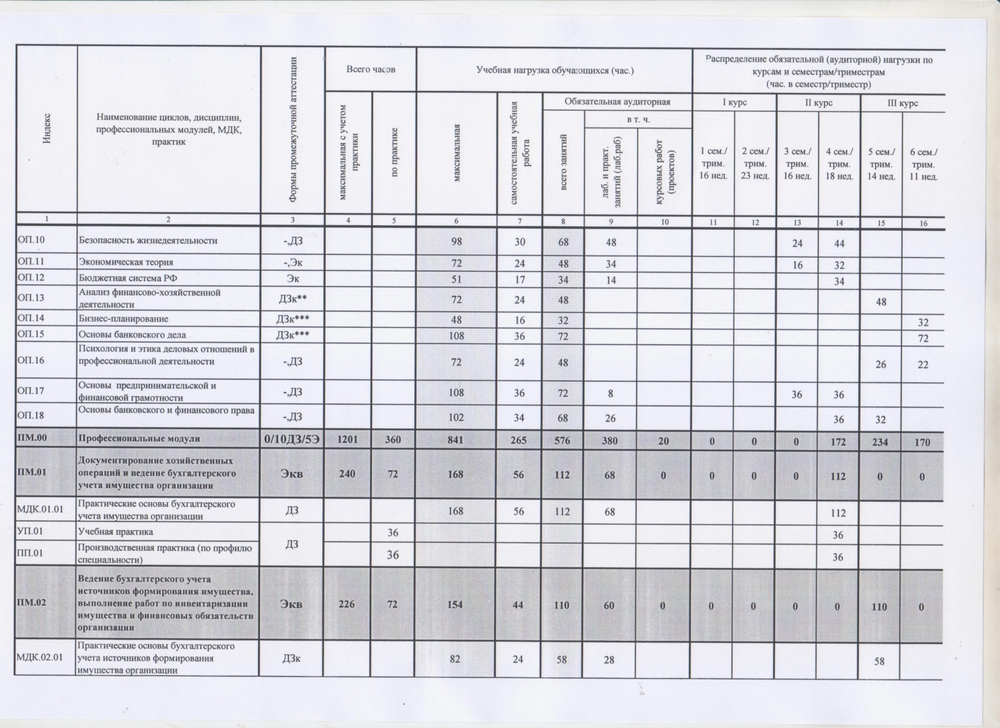 Индекс
Наименование циклов, дисциплин,
профессиональных модулей, МДК,
практик
Формы промежуточной аттестации
Всего часов
максимальная с учетом
практики
по практике
Учебная нагрузка обучающихся (час.)
максимальная
самостоятельная учебная
работа
Обязательная аудиторная
всего занятий
в т. ч.
лаб. и практ.
занятий (лаб.раб)
курсовых работ
(проектов)
Распределение обязательной (аудиторной) нагрузки по
курсам и семестрам/триместрам
(час. в семестр/триместр)
I курс II курс III курс
1 сем./ 2 сем./ 3 сем./ 4 сем./ 5 сем./ 6 сем./
трим. трим. трим. трим. трим. трим.
16 нед. 23 нед. 16 нед. 18 нед. 14 нед. 11 нед.
1 2 3 4 5 6 7 8 9 10 11 12 13 14 15 16
ОП.10 Безопасность жизнедеятельности -,ДЗ 98 30 68 48 24 44
ОП.11 Экономическая теория -,Эк 72 24 48 34 16 32
ОП.12 Бюджетная система РФ Эк 51 17 34 14 34
ОП.13 Анализ финансово-хозяйственной
деятельности ДЗк** 72 24 48 48
ОП.14 Бизнес-планирование ДЗк*** 48 16 32 32
ОП.15 Основы банковского дела ДЗк*** 108 36 72 72
ОП.16 Психология и этика деловых отношений в
профессиональной деятельности -,ДЗ 72 24 48 26 22
ОП.17 Основы предпринимательской и
финансовой грамотности -,ДЗ 108 36 72 8 36 36
ОП.18 Основы банковского и финансового права -,ДЗ 102 34 68 26 36 32
ПМ.00 Профессиональные модули 0/10ДЗ/5Э 1201 360 841 265 576 380 20 0 0 0 172 234 170
ПМ.01 Документирование хозяйственных
операций и ведение бухгалтерского
учета имущества организации Экв 240 72 168 56 112 68 0 0 0 0 112 0 0
МДК.01.01 Практические основы бухгалтерского
учета имущества организации ДЗ 168 56 112 68 112
УП.01 Учебная практика ДЗ 36 36
ПП.01 Производственная практика (по профилю
специальности) 36 36
ПМ.02 Ведение бухгалтерского учета
источников формирования имущества,
выполнение работ по инвентаризации
имущества и финансовых обязательств
организации Экв 226 72 154 44 110 60 0 0 0 0 0 110 0
МДК.02.01 Практические основы бухгалтерского
учета источников формирования
имущества организации ДЗк 82 24 58 28 58